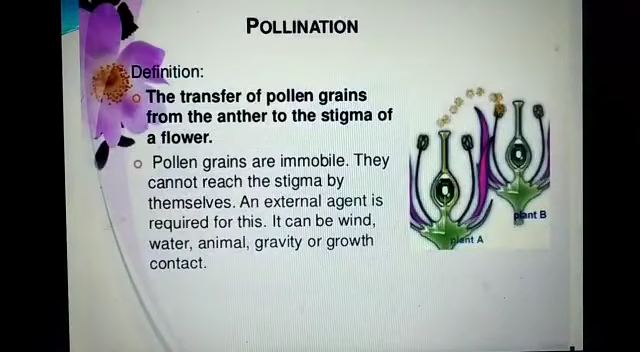 POLLINATION
Definition:
The transfer of pollen grains
from the anther to the stigma of
a flower.
Pollen grains are immobile. They
cannot reach the stigma by
themselves. An external agent is
required for this. It can be wind,
water, animal, gravity or growth
contact.
plant A
plant B